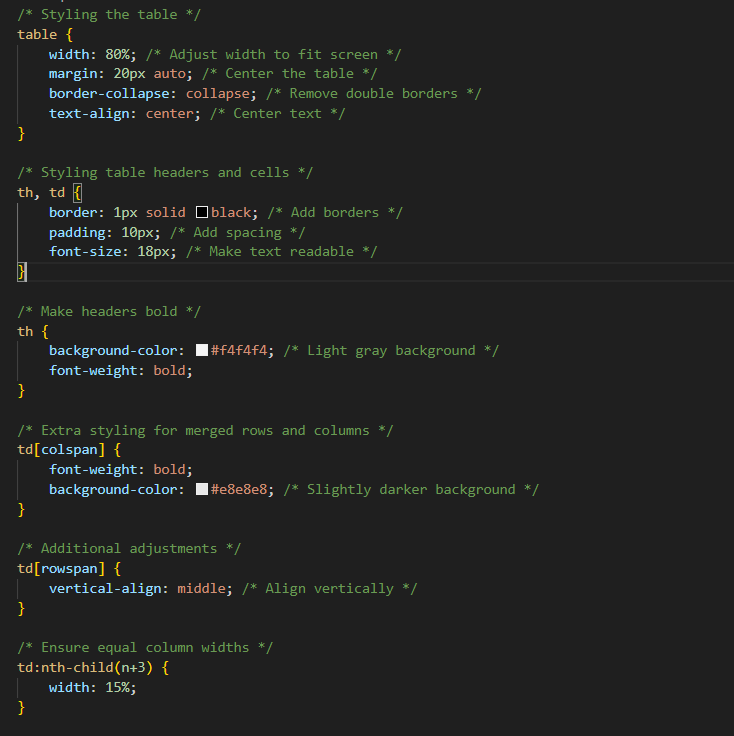 /* Styling the table */
table {
    width: 80%; /* Adjust width to fit screen */
    margin: 20px auto; /* Center the table */
    border-collapse: collapse; /* Remove double borders */
    text-align: center; /* Center text */
}

/* Styling table headers and cells */
th, td {
    border: 1px solid black; /* Add borders */
    padding: 10px; /* Add spacing */
    font-size: 18px; /* Make text readable */
}

/* Make headers bold */
th {
    background-color: #f4f4f4; /* Light gray background */
    font-weight: bold;
}

/* Extra styling for merged rows and columns */
td[colspan] {
    font-weight: bold;
    background-color: #e8e8e8; /* Slightly darker background */
}

/* Additional adjustments */
td[rowspan] {
    vertical-align: middle; /* Align vertically */
}

/* Ensure equal column widths */
td:nth-child(n+3) {
    width: 15%;
}